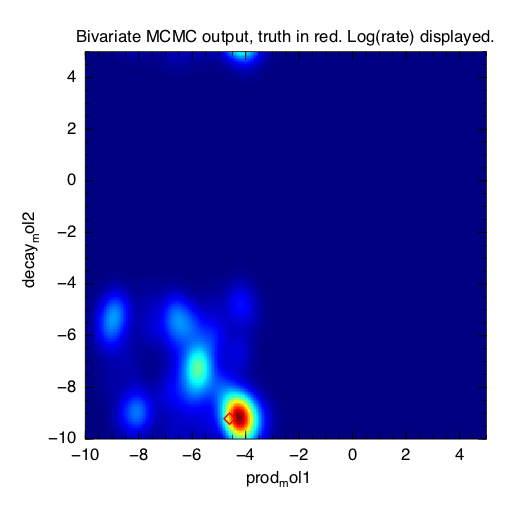 Bivariate MCMC output, truth in red. Log(rate) displayed.
4
2
0
−2
−4
−6
−8
−10
decay_mol2
−10 −8 −6 −4 −2 0 2 4
prod_mol1